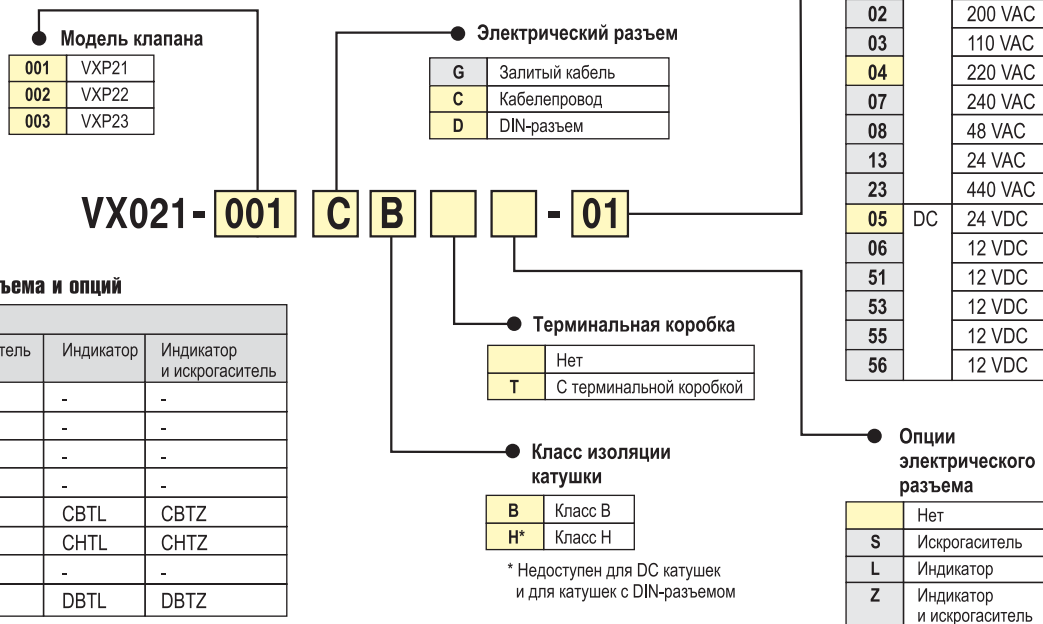 Модель клапана
001 VXP21
002 VXP22
003 VXP23
Электрический разъем
G Залитый кабель
C Кабелепровод
D DIN-разъем
02 200 VAC
03 110 VAC
04 220 VAC
07 240 VAC
08 48 VAC
13 24 VAC
23 440 VAC
05 DC 24 VDC
06 12 VDC
51 12 VDC
53 12 VDC
55 12 VDC
56 12 VDC
VX021- 001 C B - 01
ъема и опций
тель Индикатор Индикатор
и искрогаситель
- -
- -
- -
- -
CBTL CBTZ
CHTL CHTZ
- -
DBTL DBTZ
Терминальная коробка
Нет
T С терминальной коробкой
Класс изоляции
катушки
B Класс B
H* Класс H
* Недоступен для DC катушек
и для катушек с DIN-разъемом
Опции
электрического
разъема
Нет
S Искрогаситель
L Индикатор
Z Индикатор
и искрогаситель